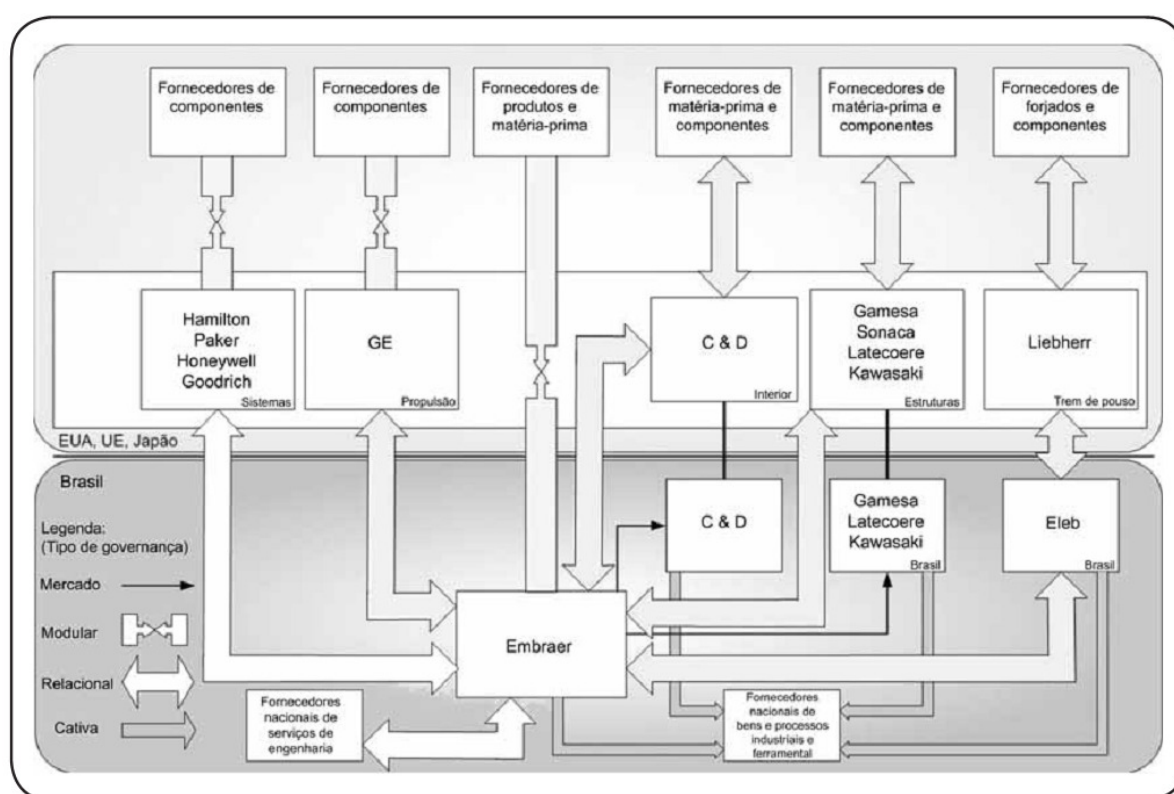 Fornecedores de
componentes
Fornecedores de
componentes
Fornecedores de
produtos e
matéria-prima
Fornecedores de
matéria-prima e
componentes
Fornecedores de
matéria-prima e
componentes
Fornecedores de
forjados e
componentes
Hamilton
Paker
Honeywell
Goodrich
Sistemas
GE
Propulsão
C & D
Interior
Gamesa
Sonaca
Latecoere
Kawasaki
Estruturas
Liebherr
Trem de pouso
EUA, UE, Japão
Brasil
Legenda:
(Tipo de governança)
Mercado
Modular
Relacional
Cativa
C & D
Gamesa
Latecoere
Kawasaki
Brasil
Eleb
Brasil
Embraer
Fornecedores
nacionais de
serviços de
engenharia
Fornecedores
nacionais de
bens e processos
industriais e
ferramental